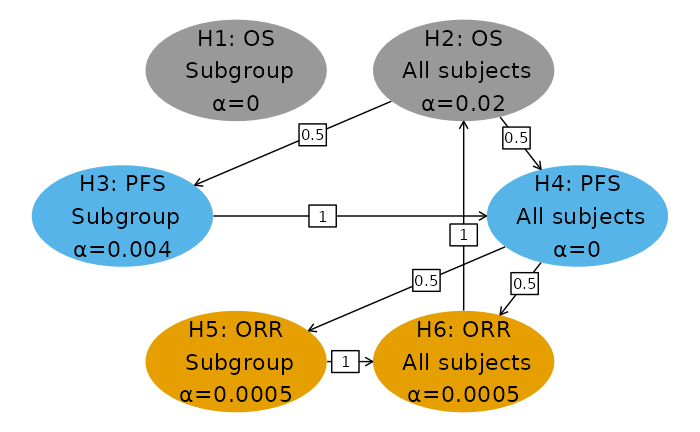 H1: OS
Subgroup
α=0
H2: OS
All subjects
α=0.02
0.5
0.5
H3: PFS
Subgroup
α=0.004
1
H4: PFS
All subjects
α=0
1
0.5
0.5
H5: ORR
Subgroup
α=0.0005
1
H6: ORR
All subjects
α=0.0005